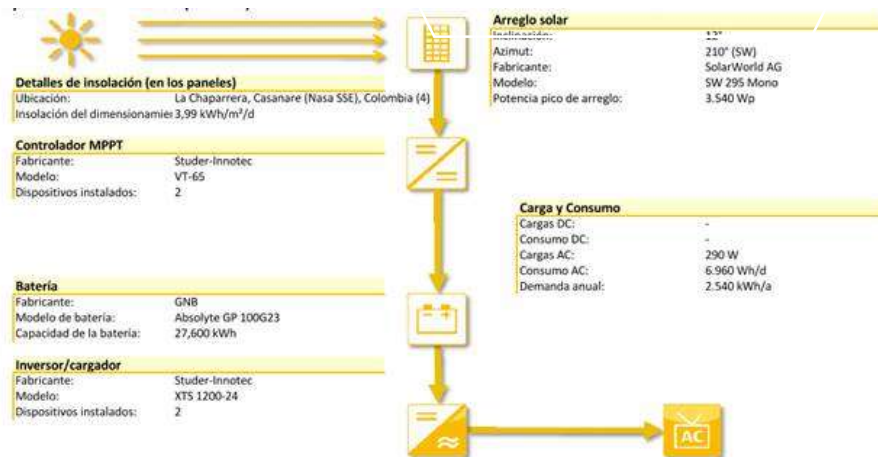 Arreglo solar
Inclinación: 12°
Azimut: 210° (SW)
Fabricante: SolarWorld AG
Modelo: SW 295 Mono
Potencia pico de arreglo: 3.540 Wp
Detalles de insolación (en los paneles)
Ubicación: La Chaparrera, Casanare (Nasa SSE), Colombia (4)
Insolación del dimensionamie 3,99 kWh/m²/d
Controlador MPPT
Fabricante: Studer-Innotec
Modelo: VT-65
Dispositivos instalados: 2
Carga y Consumo
Cargas DC: -
Consumo DC: -
Cargas AC: 290 W
Consumo AC: 6.960 Wh/d
Demanda anual: 2.540 kWh/a
Batería
Fabricante: GNB
Modelo de batería: Absolyte GP 100G23
Capacidad de la batería: 27,600 kWh
Inversor/cargador
Fabricante: Studer-Innotec
Modelo: XTS 1200-24
Dispositivos instalados: 2
AC